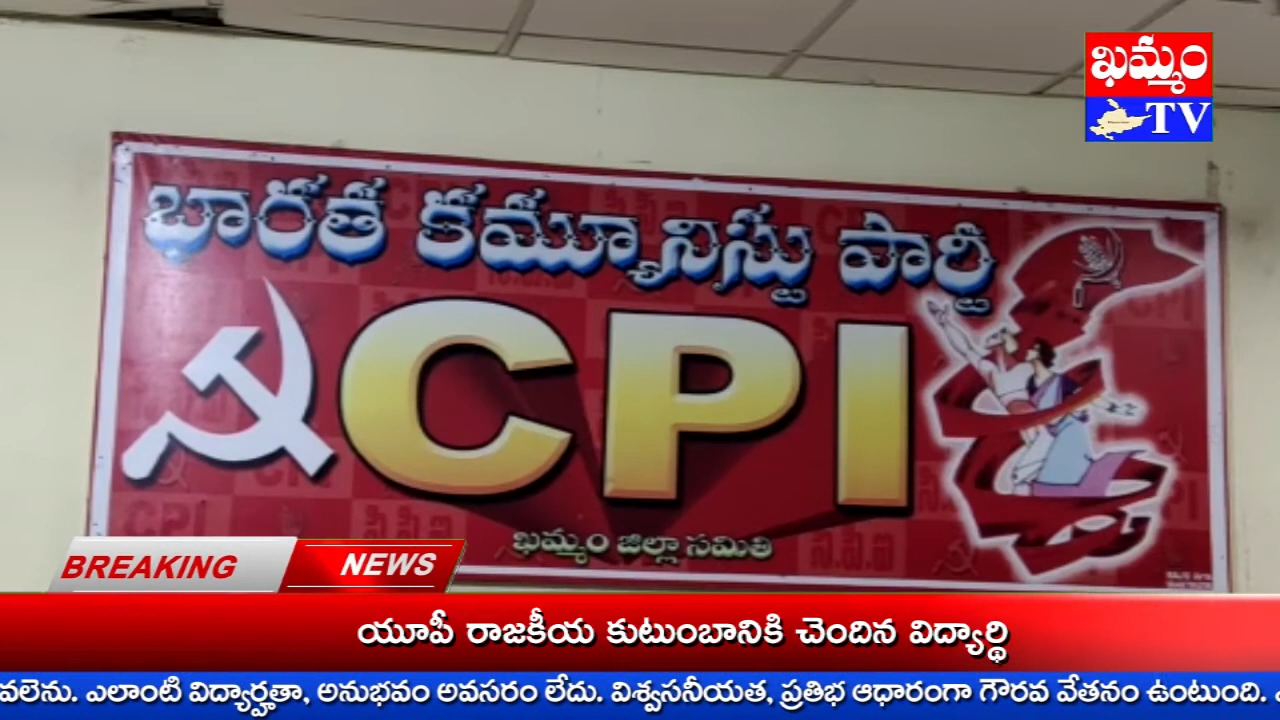 ఖమ్మం
TV
భారత కమ్యూనిస్టు పార్టీ
CPI
ఖమ్మం జిల్లా సమితి
BREAKING NEWS
యూపీ రాజకీయ కుటుంబానికి చెందిన విద్యార్థి
వలెను. ఎలాంటి విద్యార్హతా, అనుభవం అవసరం లేదు. విశ్వసనీయత, ప్రతిభ ఆధారంగా గౌరవ వేతనం ఉంటుంది.